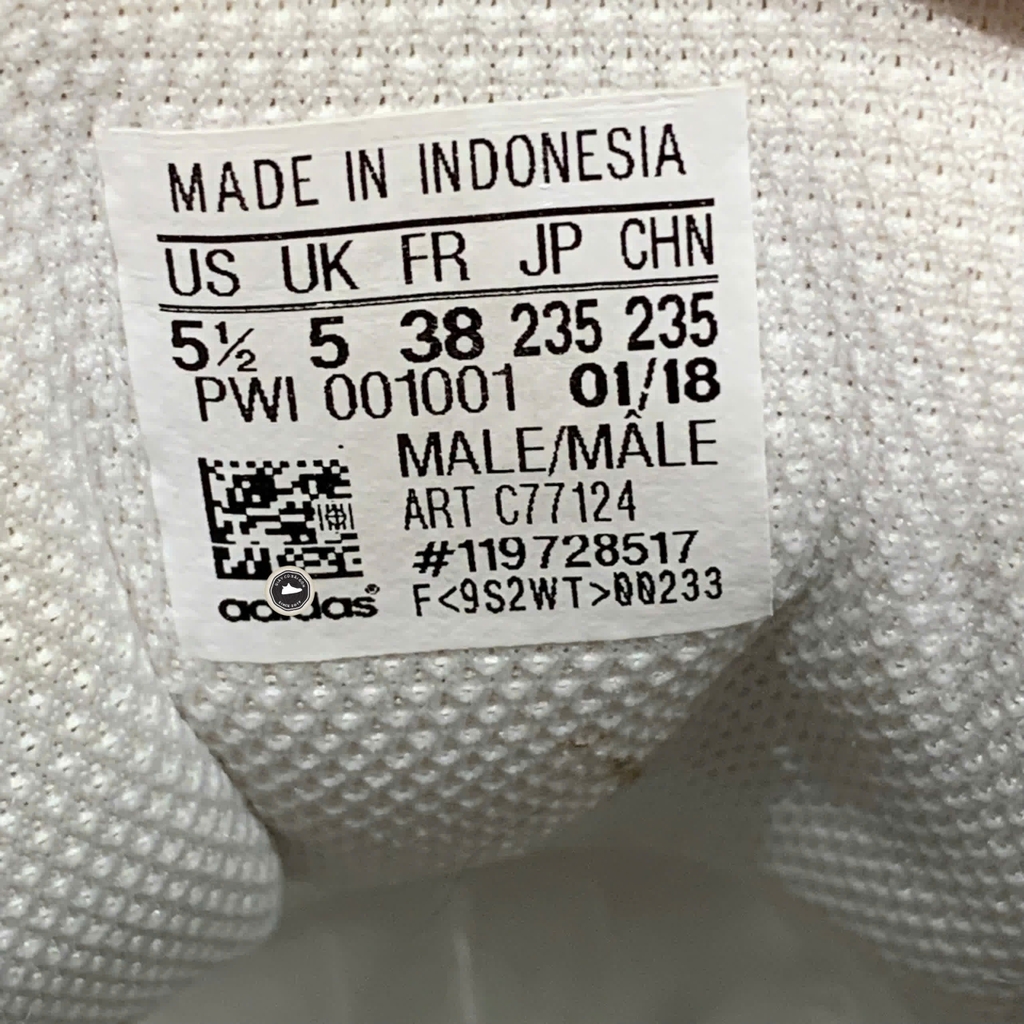 MADE IN INDONESIA
US UK FR JP CHN
5½ 5 38 235 235
PWI 001001 01/18
MALE/MÂLE
ART C77124
#119728517
F<9S2WT>00233
adidas®